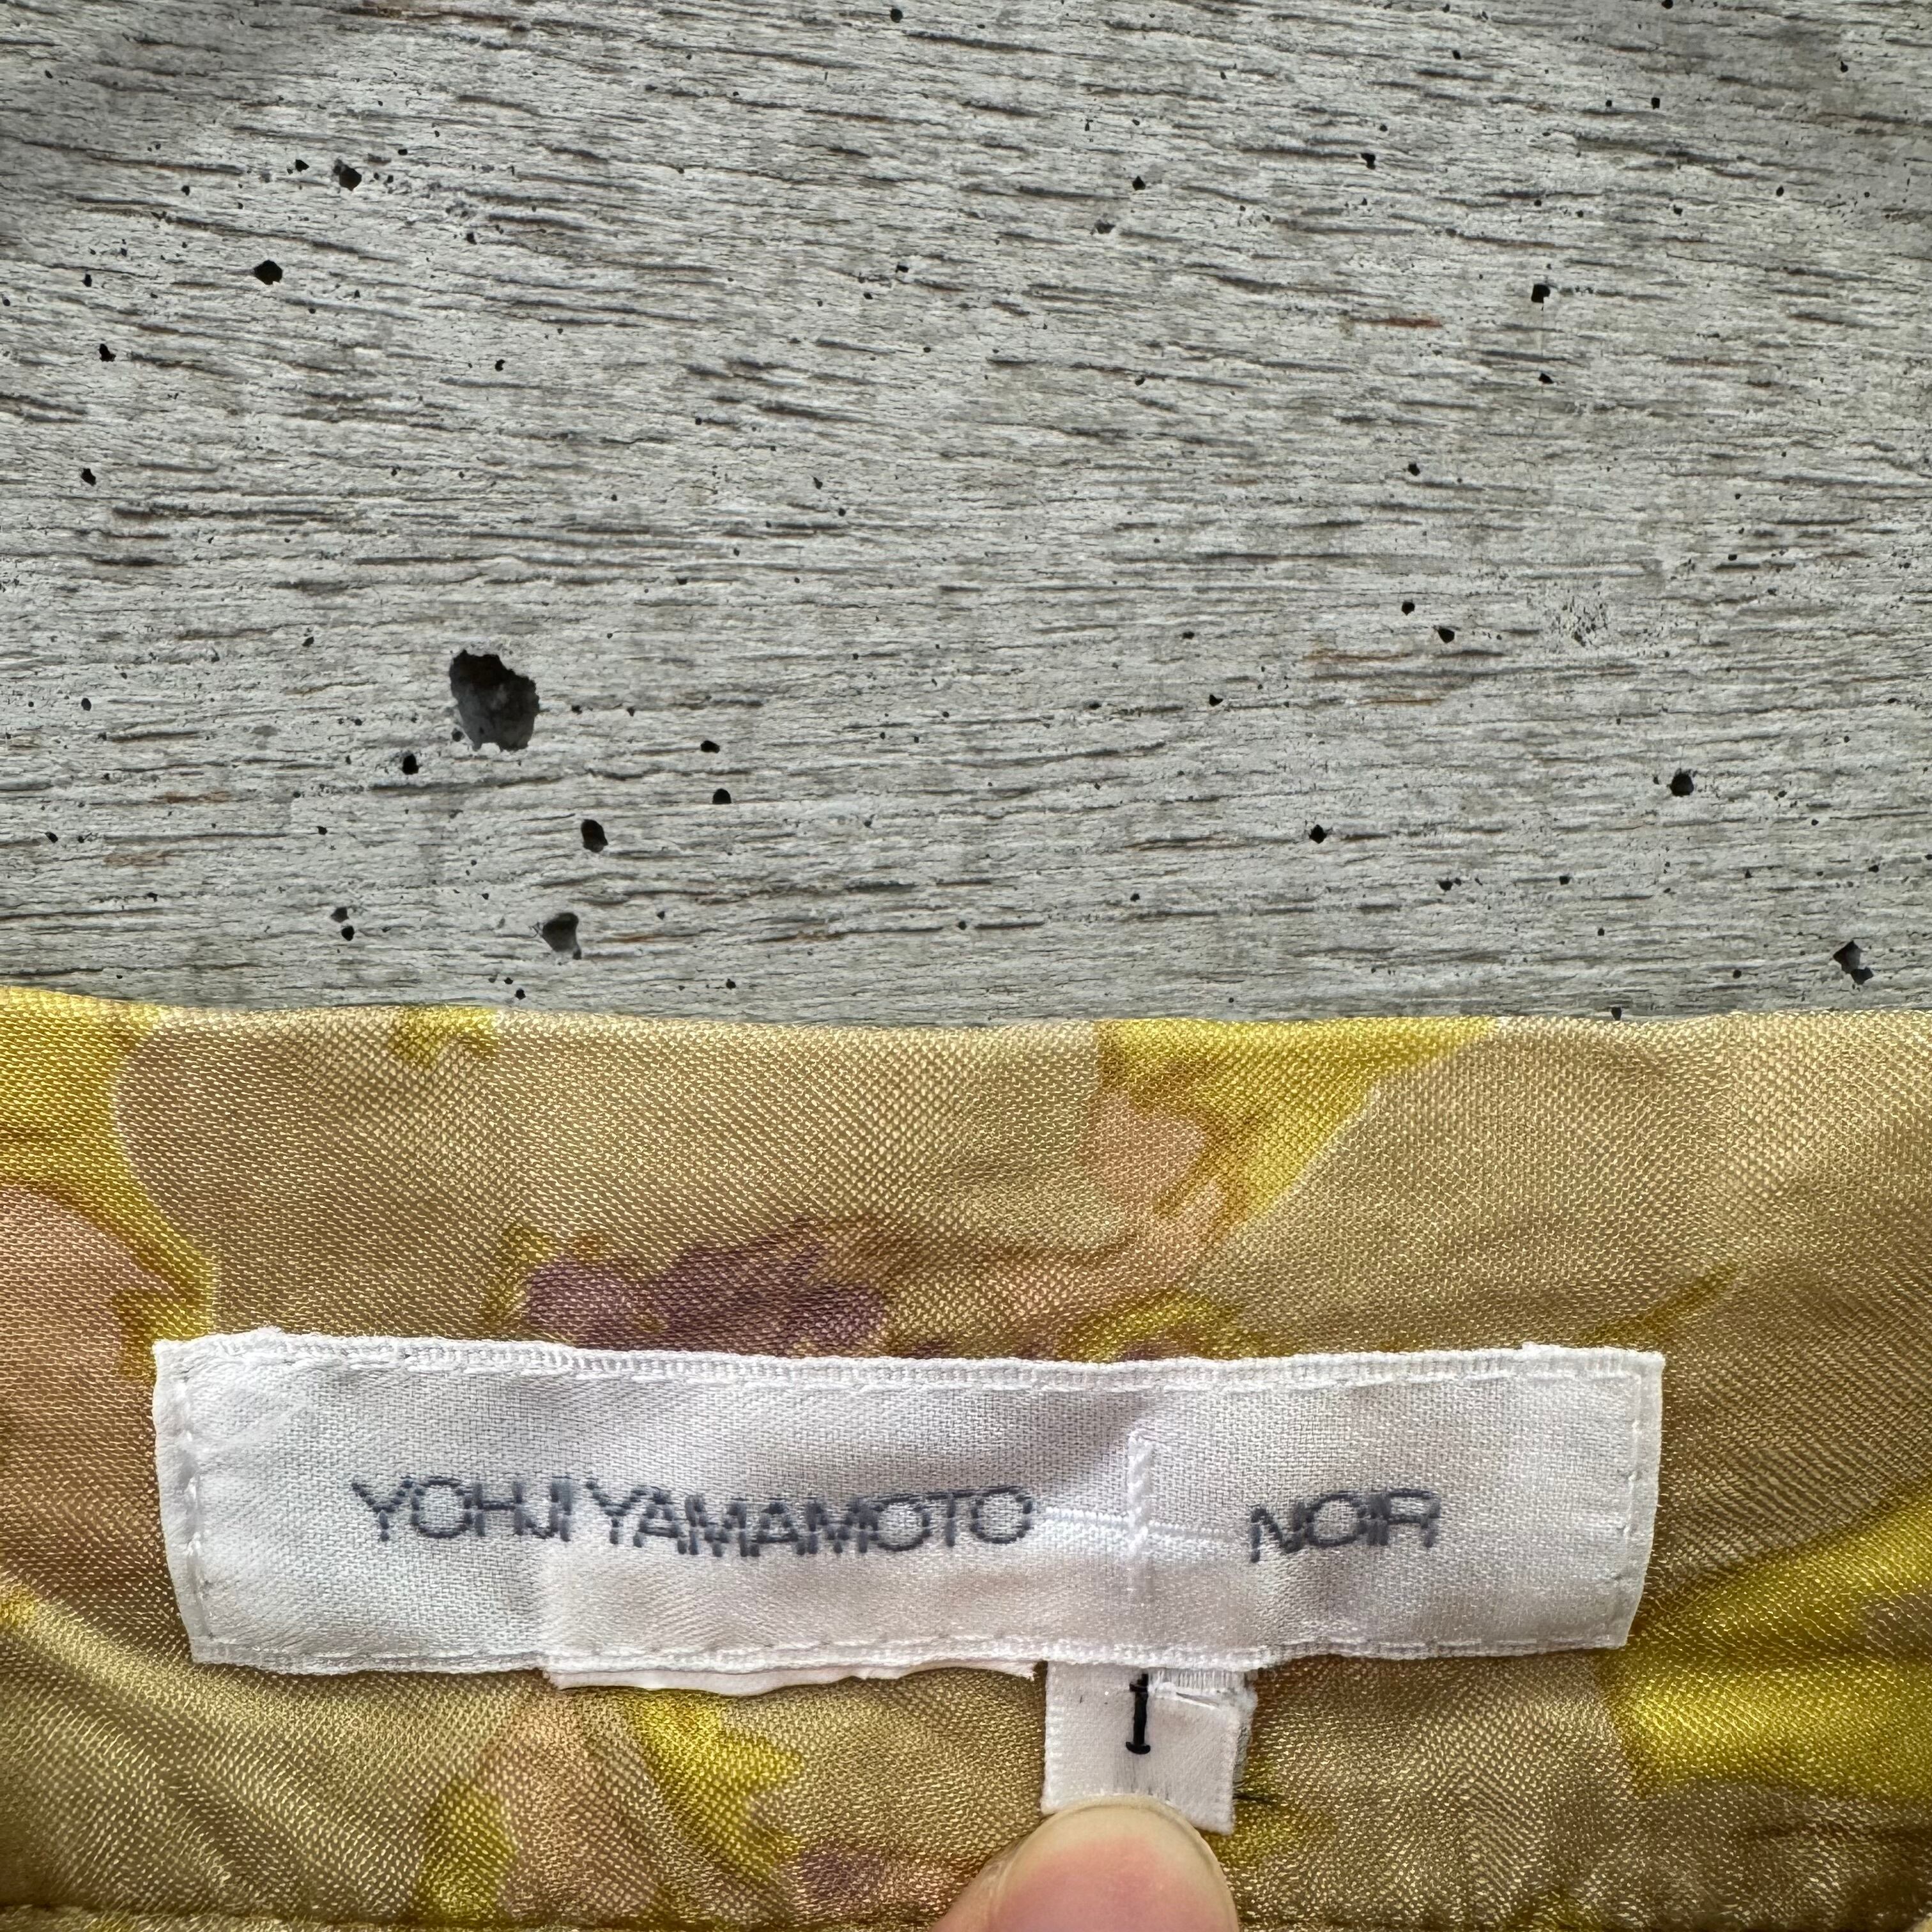 YOHJI YAMAMOTO + NOIR
1